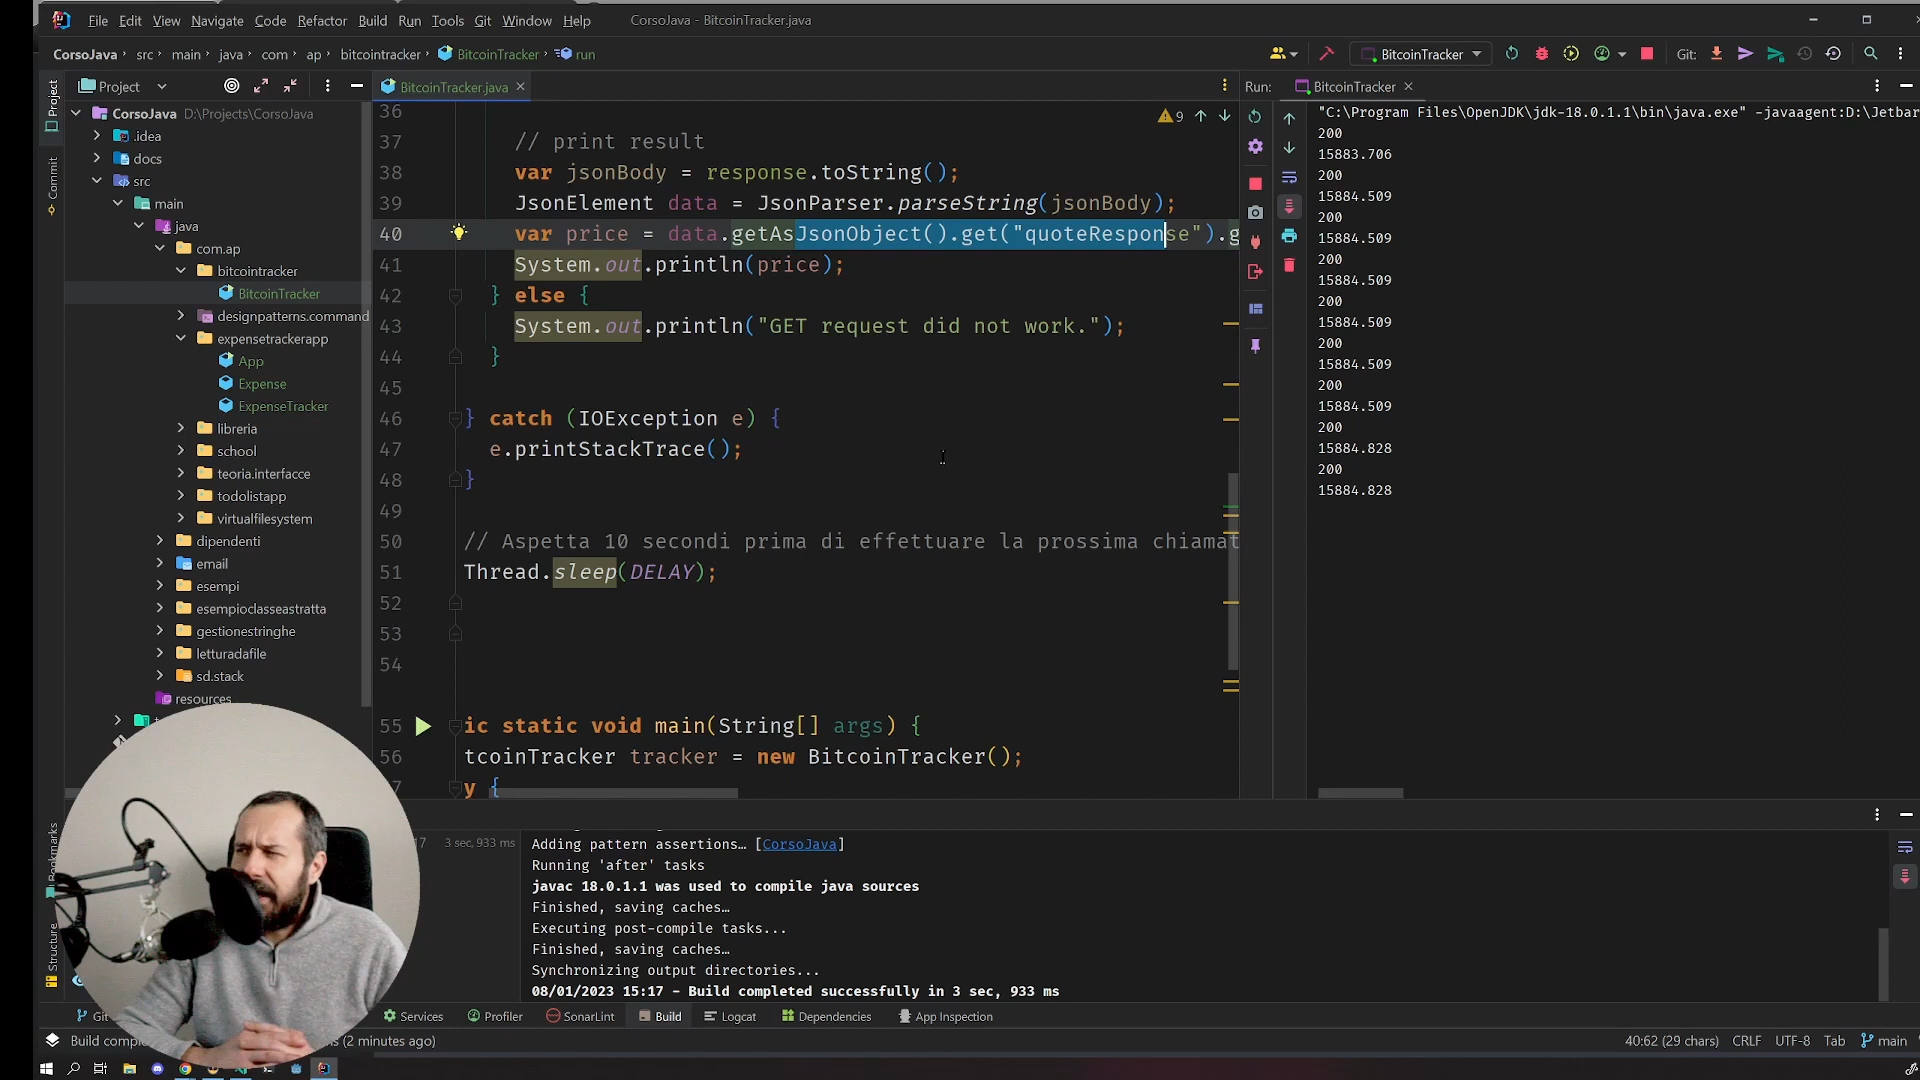 File Edit View Navigate Code Refactor Build Run Tools Git Window Help CorsoJava - BitcoinTracker.java
CorsoJava src main java com ap bitcointracker BitcoinTracker run BitcoinTracker Git:
Project BitcoinTracker.java Run: BitcoinTracker
Project
Commit
Structure
CorsoJava D:\Projects\CorsoJava
.idea
docs
src
main
java
com.ap
bitcointracker
BitcoinTracker
designpatterns.command
expensetrackerapp
App
Expense
ExpenseTracker
libreria
school
teoria.interfacce
todolistapp
virtualfilesystem
dipendenti
email
esempi
esempioclasseastratta
gestionestringhe
letturadafile
sd.stack
resources
9
36
37 // print result
38 var jsonBody = response.toString();
39 JsonElement data = JsonParser.parseString(jsonBody);
40 var price = data.getAsJsonObject().get("quoteResponse").g
41 System.out.println(price);
42 } else {
43 System.out.println("GET request did not work.");
44 }
45
46 } catch (IOException e) {
47 e.printStackTrace();
48 }
49
50 // Aspetta 10 secondi prima di effettuare la prossima chiamat
51 Thread.sleep(DELAY);
52
53
54
55 ic static void main(String[] args) {
56 tcoinTracker tracker = new BitcoinTracker();
y {
"C:\Program Files\OpenJDK\jdk-18.0.1.1\bin\java.exe" -javaagent:D:\Jetbar
200
15883.706
200
15884.509
200
15884.509
200
15884.509
200
15884.509
200
15884.509
200
15884.509
200
15884.828
200
15884.828
3 sec, 933 ms
Adding pattern assertions… [CorsoJava]
Running 'after' tasks
javac 18.0.1.1 was used to compile java sources
Finished, saving caches…
Executing post-compile tasks...
Finished, saving caches…
Synchronizing output directories...
08/01/2023 15:17 - Build completed successfully in 3 sec, 933 ms
Git Services Profiler SonarLint Build Logcat Dependencies App Inspection
Build (2 minutes ago) 40:62 (29 chars) CRLF UTF-8 Tab main